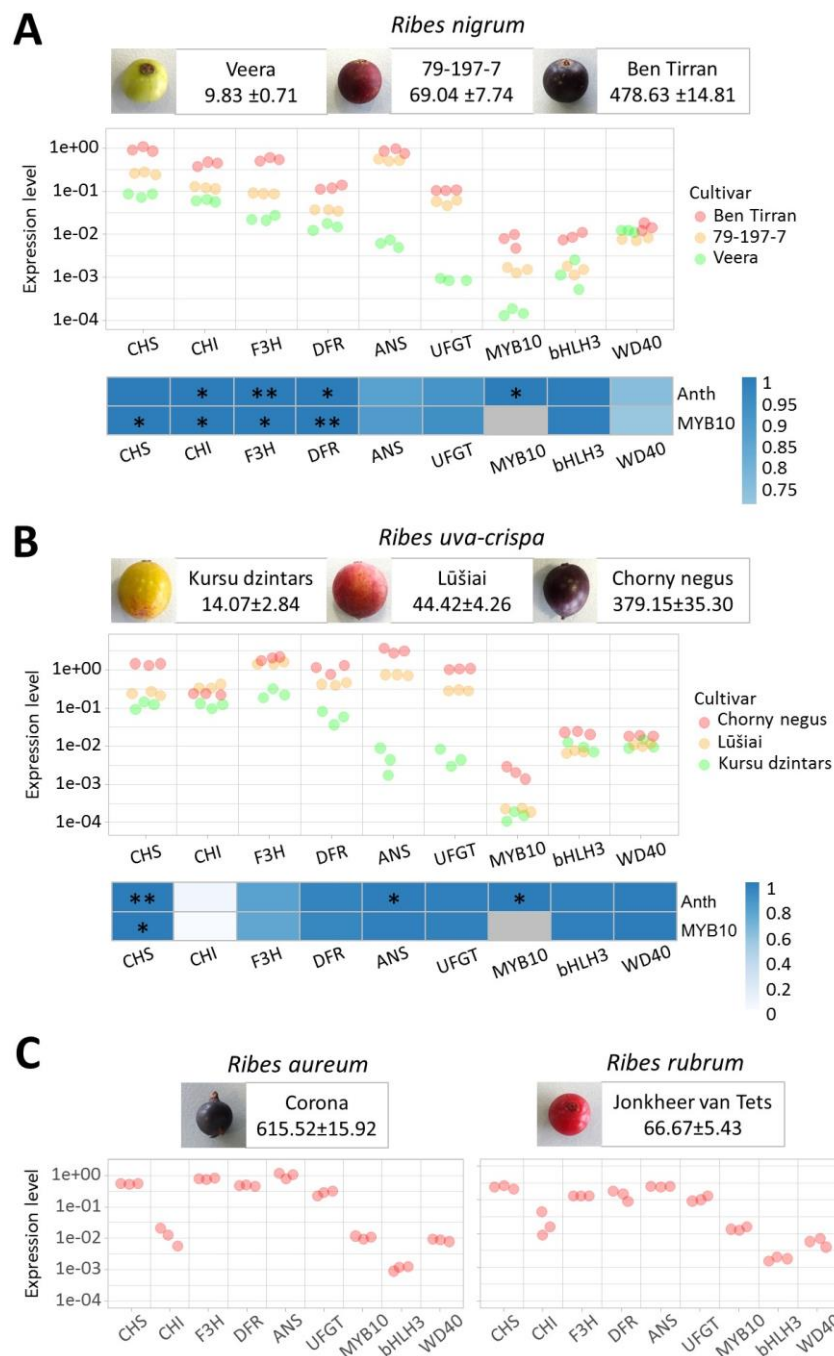 A
Ribes nigrum
Veera
9.83 ±0.71
79-197-7
69.04 ±7.74
Ben Tirran
478.63 ±14.81
Expression level
1e+00
1e-01
1e-02
1e-03
1e-04
CHS CHI F3H DFR ANS UFGT MYB10 bHLH3 WD40
Cultivar
Ben Tirran
79-197-7
Veera
* ** * * Anth
* * * ** MYB10
CHS CHI F3H DFR ANS UFGT MYB10 bHLH3 WD40
1
0.95
0.9
0.85
0.8
0.75
B
Ribes uva-crispa
Kursu dzintars
14.07±2.84
Lūšiai
44.42±4.26
Chorny negus
379.15±35.30
Expression level
1e+00
1e-01
1e-02
1e-03
1e-04
CHS CHI F3H DFR ANS UFGT MYB10 bHLH3 WD40
Cultivar
Chorny negus
Lūšiai
Kursu dzintars
** * * Anth
* MYB10
CHS CHI F3H DFR ANS UFGT MYB10 bHLH3 WD40
1
0.8
0.6
0.4
0.2
0
C
Ribes aureum
Corona
615.52±15.92
Expression level
1e+00
1e-01
1e-02
1e-03
1e-04
CHS CHI F3H DFR ANS UFGT MYB10 bHLH3 WD40
Ribes rubrum
Jonkheer van Tets
66.67±5.43
CHS CHI F3H DFR ANS UFGT MYB10 bHLH3 WD40